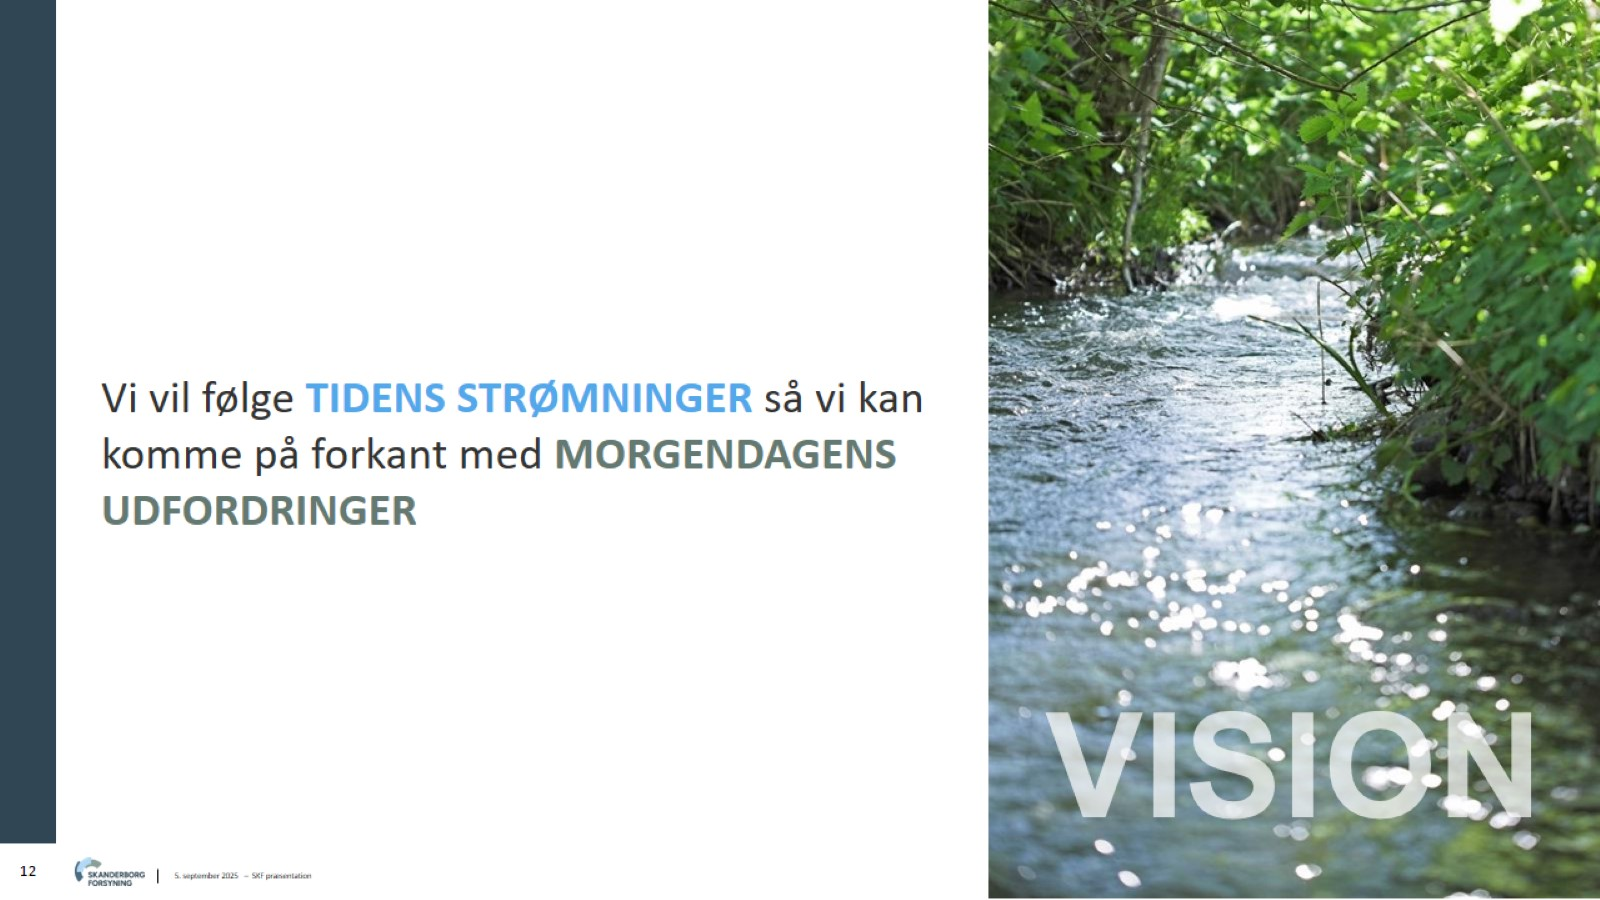 Vi vil følge TIDENS STRØMNINGER så vi kan
komme på forkant med MORGENDAGENS
UDFORDRINGER
VISION
12
SKANDERBORG
FORSYNING
5. september 2025 – SKF præsentation